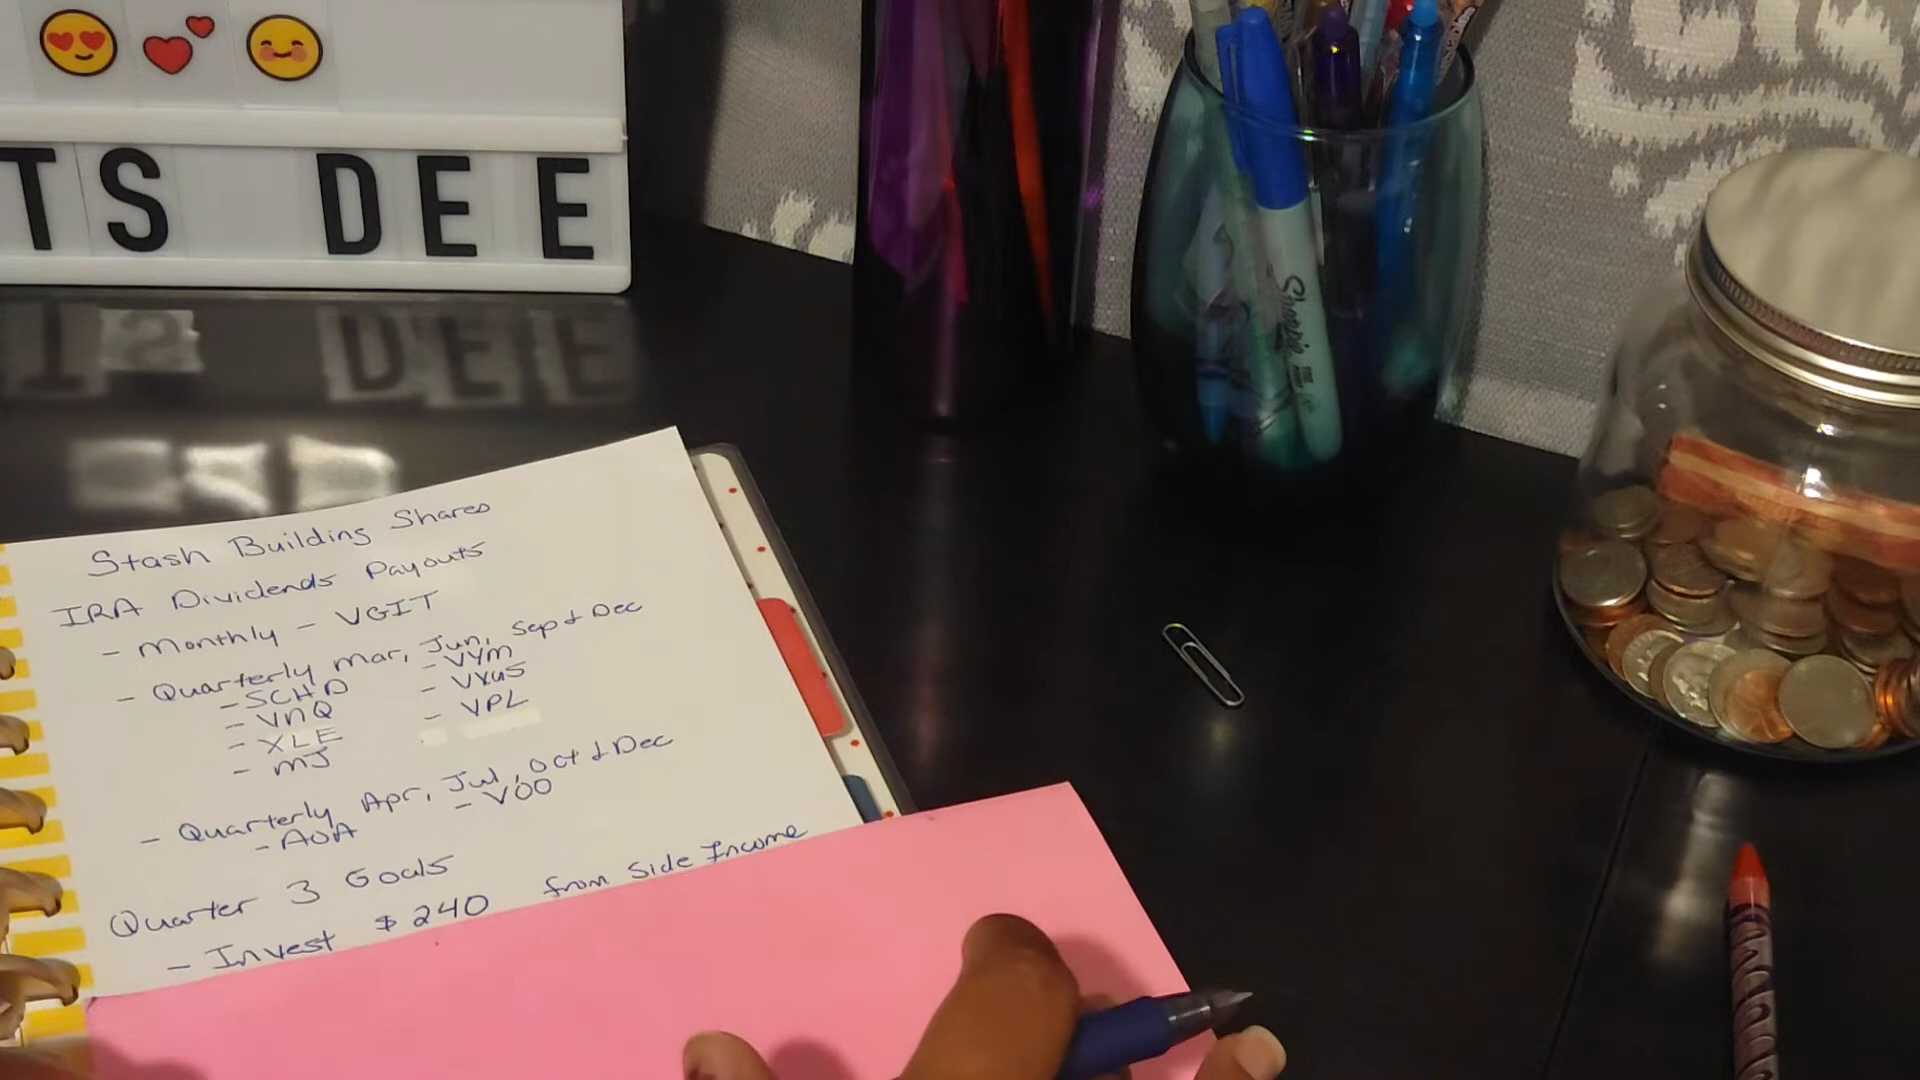 TS DEE
Sharpie
Stash Building Shares
IRA Dividends Payouts
- Monthly - VGIT
- Quarterly Mar, Jun, Sep & Dec
- SCHD - VYM
- VNQ - VXUS
- XLE - VPL
- MJ
- Quarterly Apr, Jul, Oct & Dec
- AOA - VOO
Quarter 3 Goals
- Invest $240 from Side Income